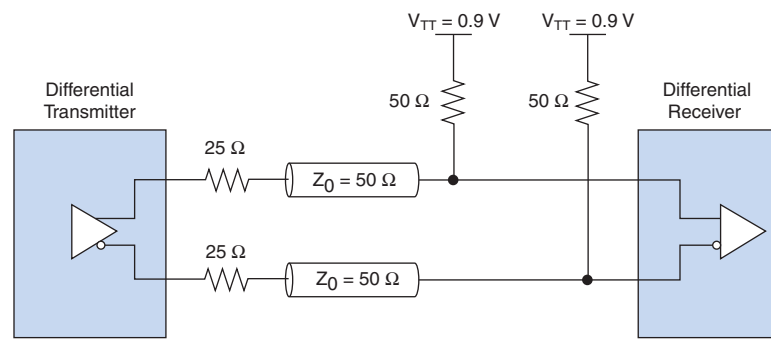 V_TT = 0.9 V
V_TT = 0.9 V
Differential
Transmitter
Differential
Receiver
50 Ω
50 Ω
25 Ω
Z_0 = 50 Ω
25 Ω
Z_0 = 50 Ω